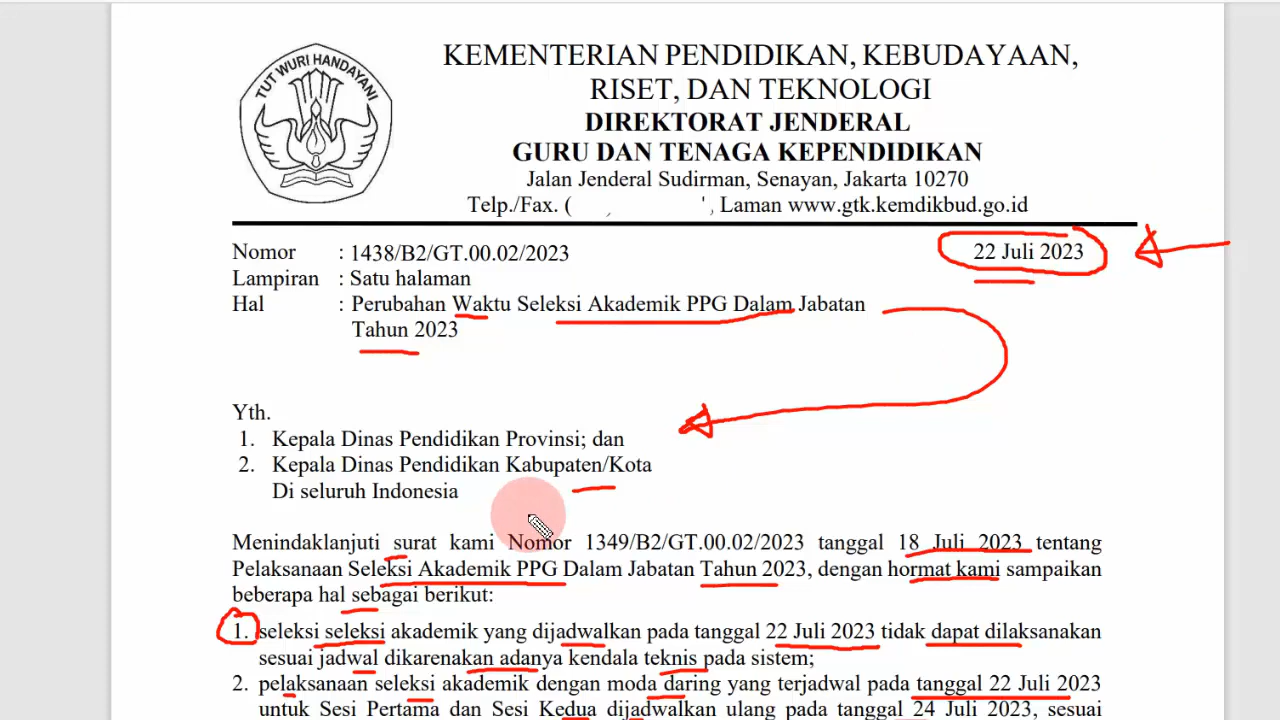 TUT WURI HANDAYANI
KEMENTERIAN PENDIDIKAN, KEBUDAYAAN,
RISET, DAN TEKNOLOGI
DIREKTORAT JENDERAL
GURU DAN TENAGA KEPENDIDIKAN
Jalan Jenderal Sudirman, Senayan, Jakarta 10270
Telp./Fax. ( , Laman www.gtk.kemdikbud.go.id
Nomor : 1438/B2/GT.00.02/2023 22 Juli 2023
Lampiran : Satu halaman
Hal : Perubahan Waktu Seleksi Akademik PPG Dalam Jabatan
Tahun 2023
Yth.
1. Kepala Dinas Pendidikan Provinsi; dan
2. Kepala Dinas Pendidikan Kabupaten/Kota
Di seluruh Indonesia
Menindaklanjuti surat kami Nomor 1349/B2/GT.00.02/2023 tanggal 18 Juli 2023 tentang
Pelaksanan Seleksi Akademik PPG Dalam Jabatan Tahun 2023, dengan hormat kami sampaikan
beberapa hal sebagai berikut:
1. seleksi seleksi akademik yang dijadwalkan pada tanggal 22 Juli 2023 tidak dapat dilaksanakan
sesuai jadwal dikarenakan adanya kendala teknis pada sistem;
2. pelaksanaan seleksi akademik dengan moda daring yang terjadwal pada tanggal 22 Juli 2023
untuk Sesi Pertama dan Sesi Kedua dijadwalkan ulang pada tanggal 24 Juli 2023, sesuai